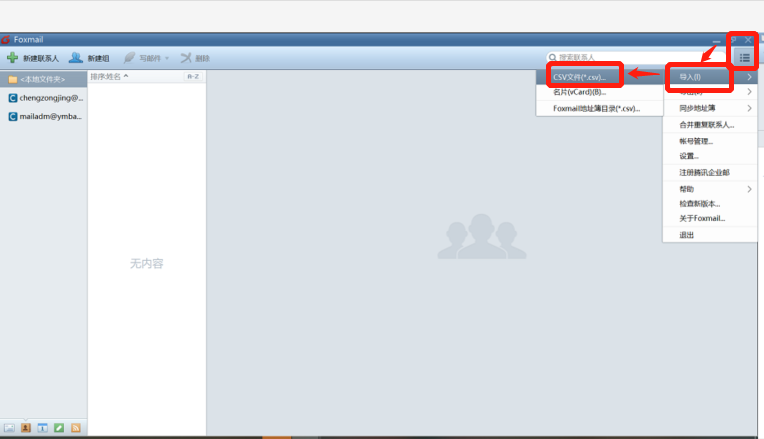 Foxmail
新建联系人 新建组 写邮件 删除
搜索联系人
<本地文件夹>
排序:姓名 a-z
chengzongjing@...
mailadm@ymba...
无内容
CSV文件(*.csv)...
名片(vCard)(B)...
Foxmail地址簿目录(*.csv)...
导入(I)
同步地址簿
合并重复联系人...
帐号管理...
设置...
注册腾讯企业邮
帮助
检查新版本...
关于Foxmail...
退出